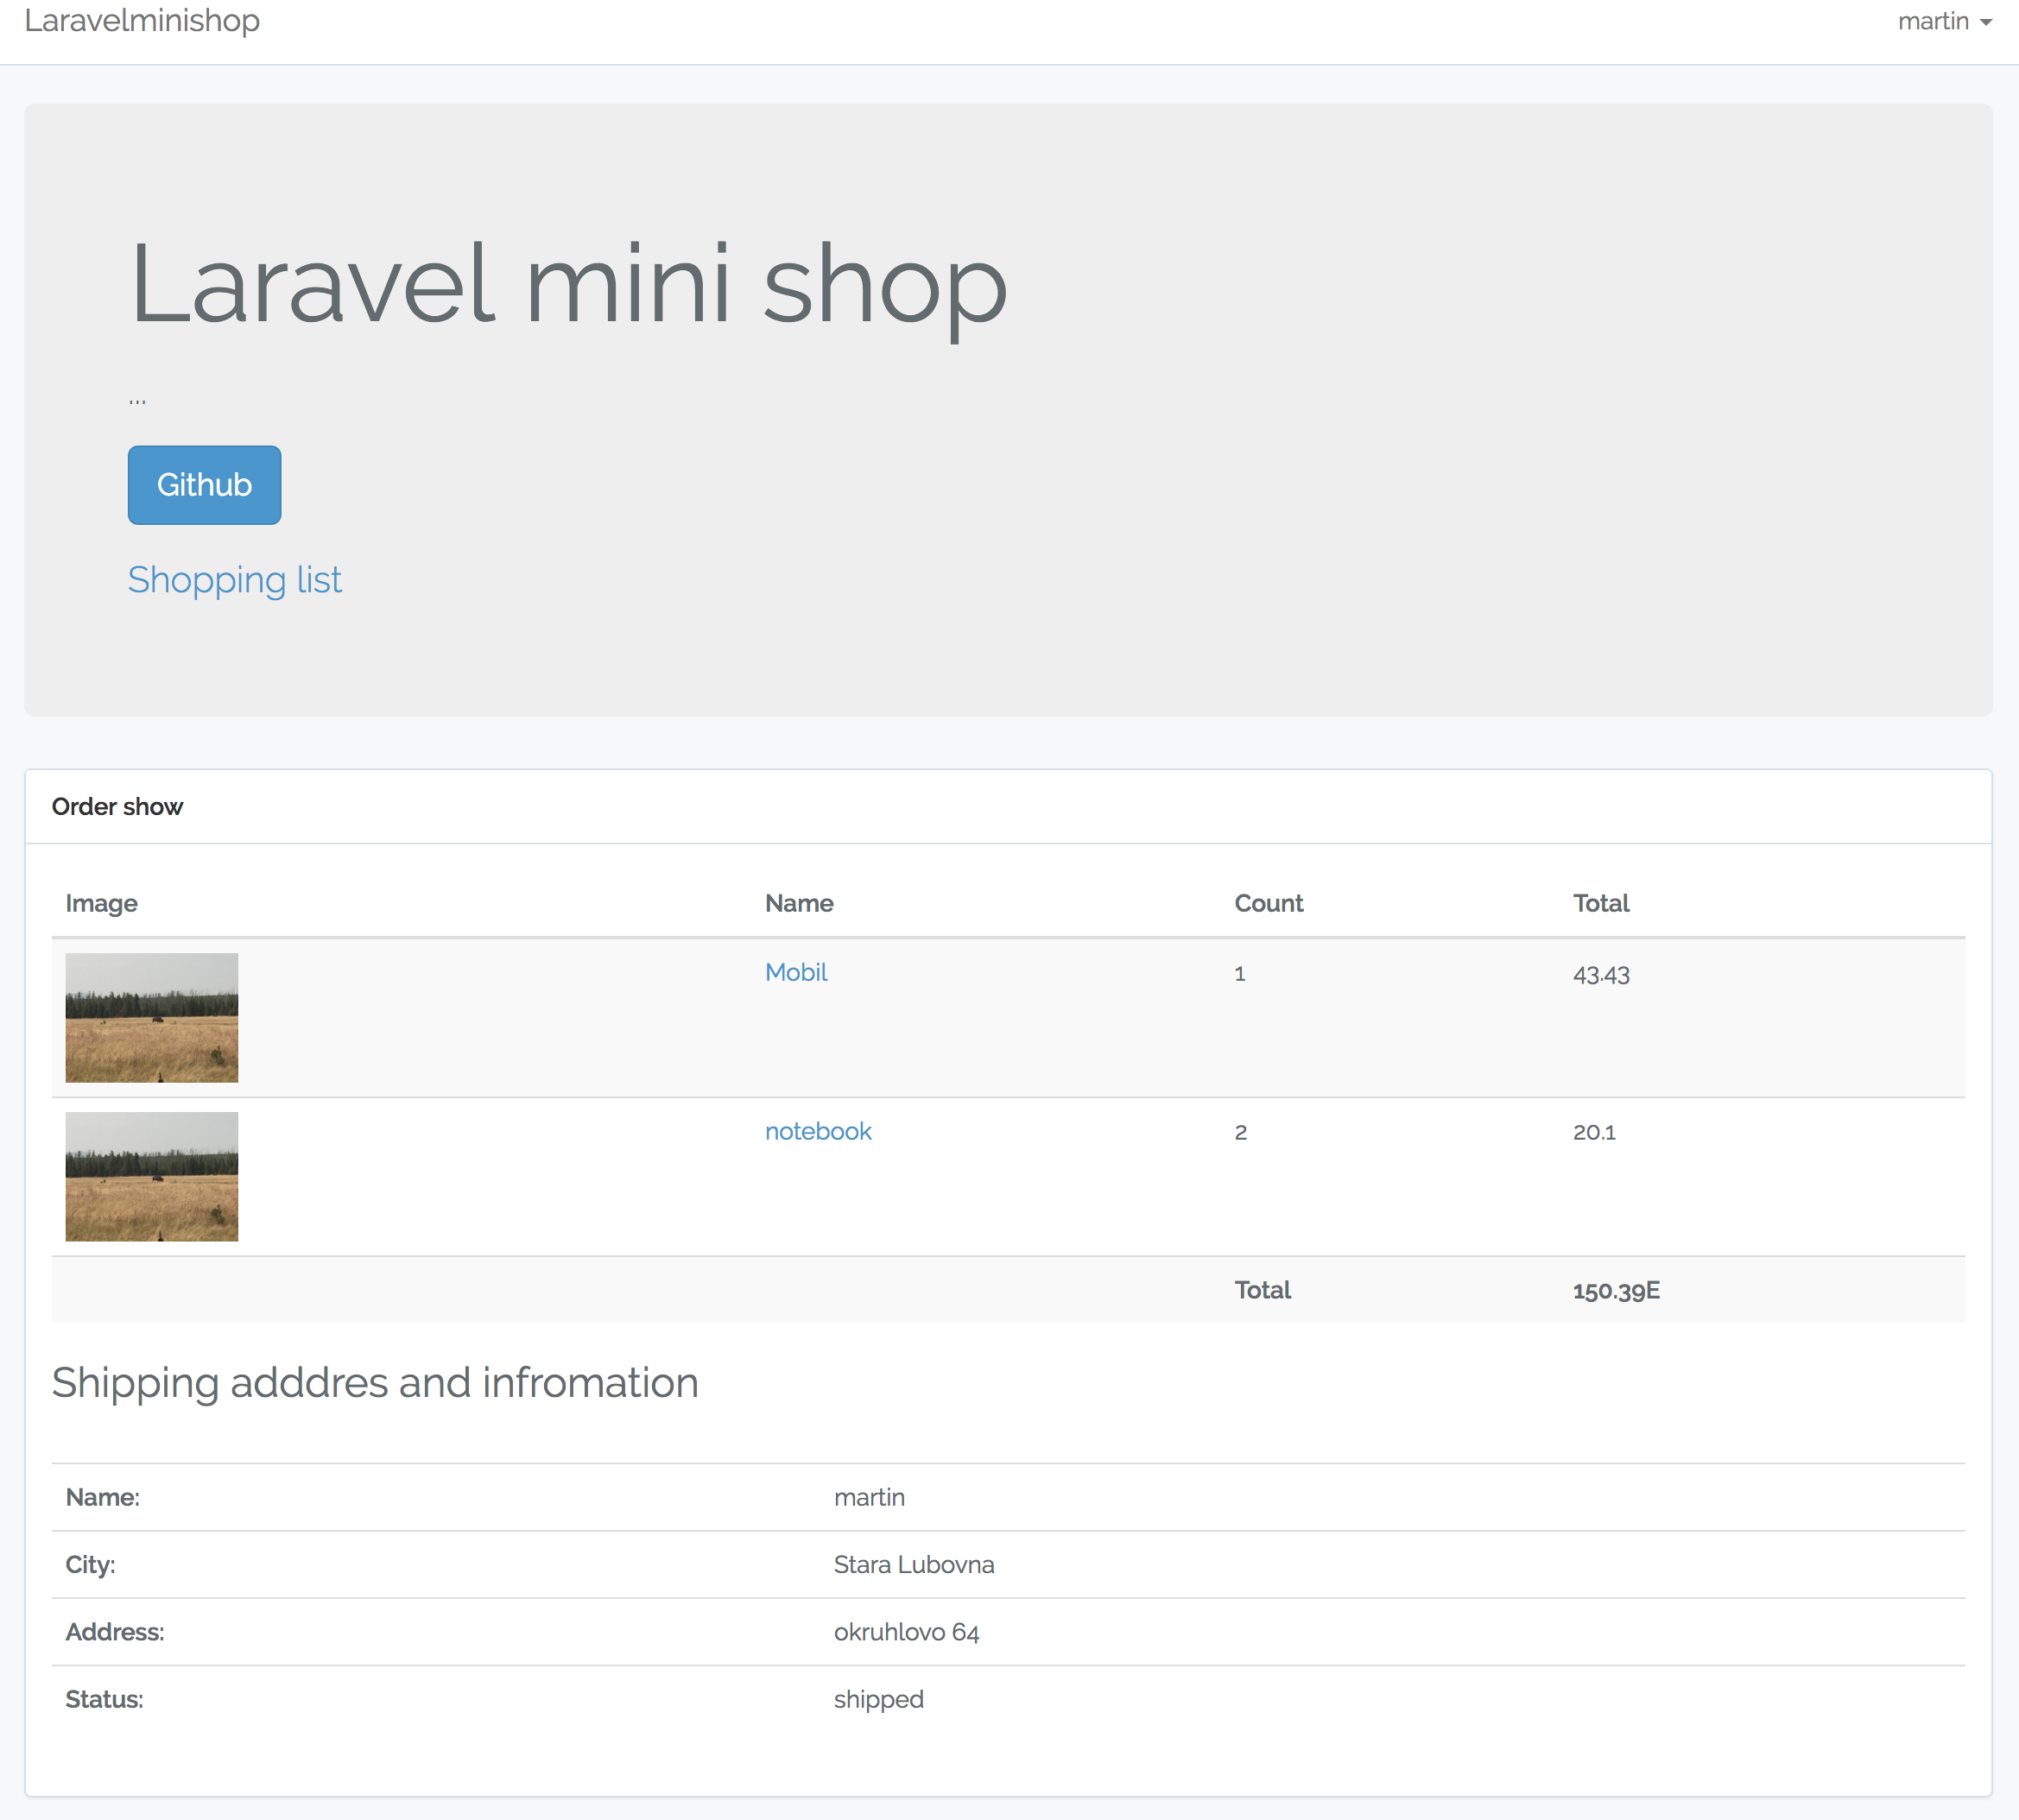 Laravelminishop martin
Laravel mini shop
...
Github
Shopping list
Order show
Image Name Count Total
Mobil 1 43.43
notebook 2 20.1
Total 150.39E
Shipping adddres and infromation
Name: martin
City: Stara Lubovna
Address: okruhlovo 64
Status: shipped